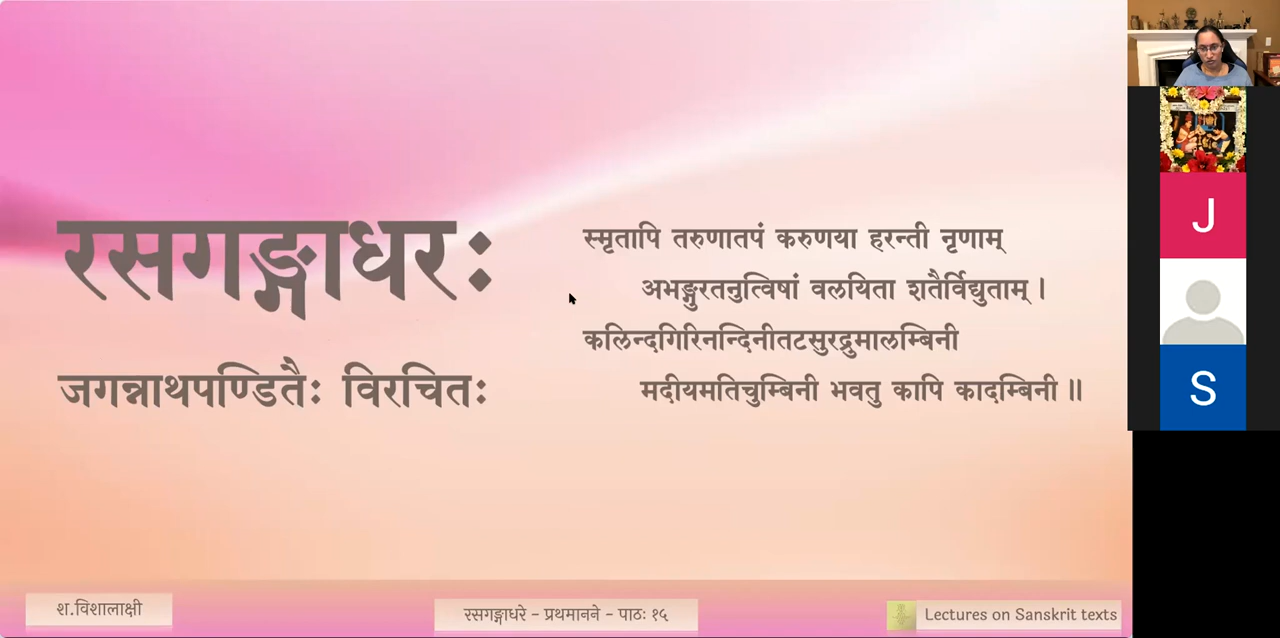 रसगङ्गाधरः
जगन्नाथपण्डितैः विरचितः
स्मृतापि तरुणातपं करुणया हरन्ती नृणाम्
अभङ्गुरतनुत्विषां वलयिता शतैर्विद्युताम् ।
कलिन्दगिरिनन्दिनीतटसुरद्रुमालम्बिनी
मदीयमतिचुम्बिनी भवतु कापि कादम्बिनी ॥
J
S
श.विशालाक्षी
रसगङ्गाधरे - प्रथमानने - पाठः १५
Lectures on Sanskrit texts